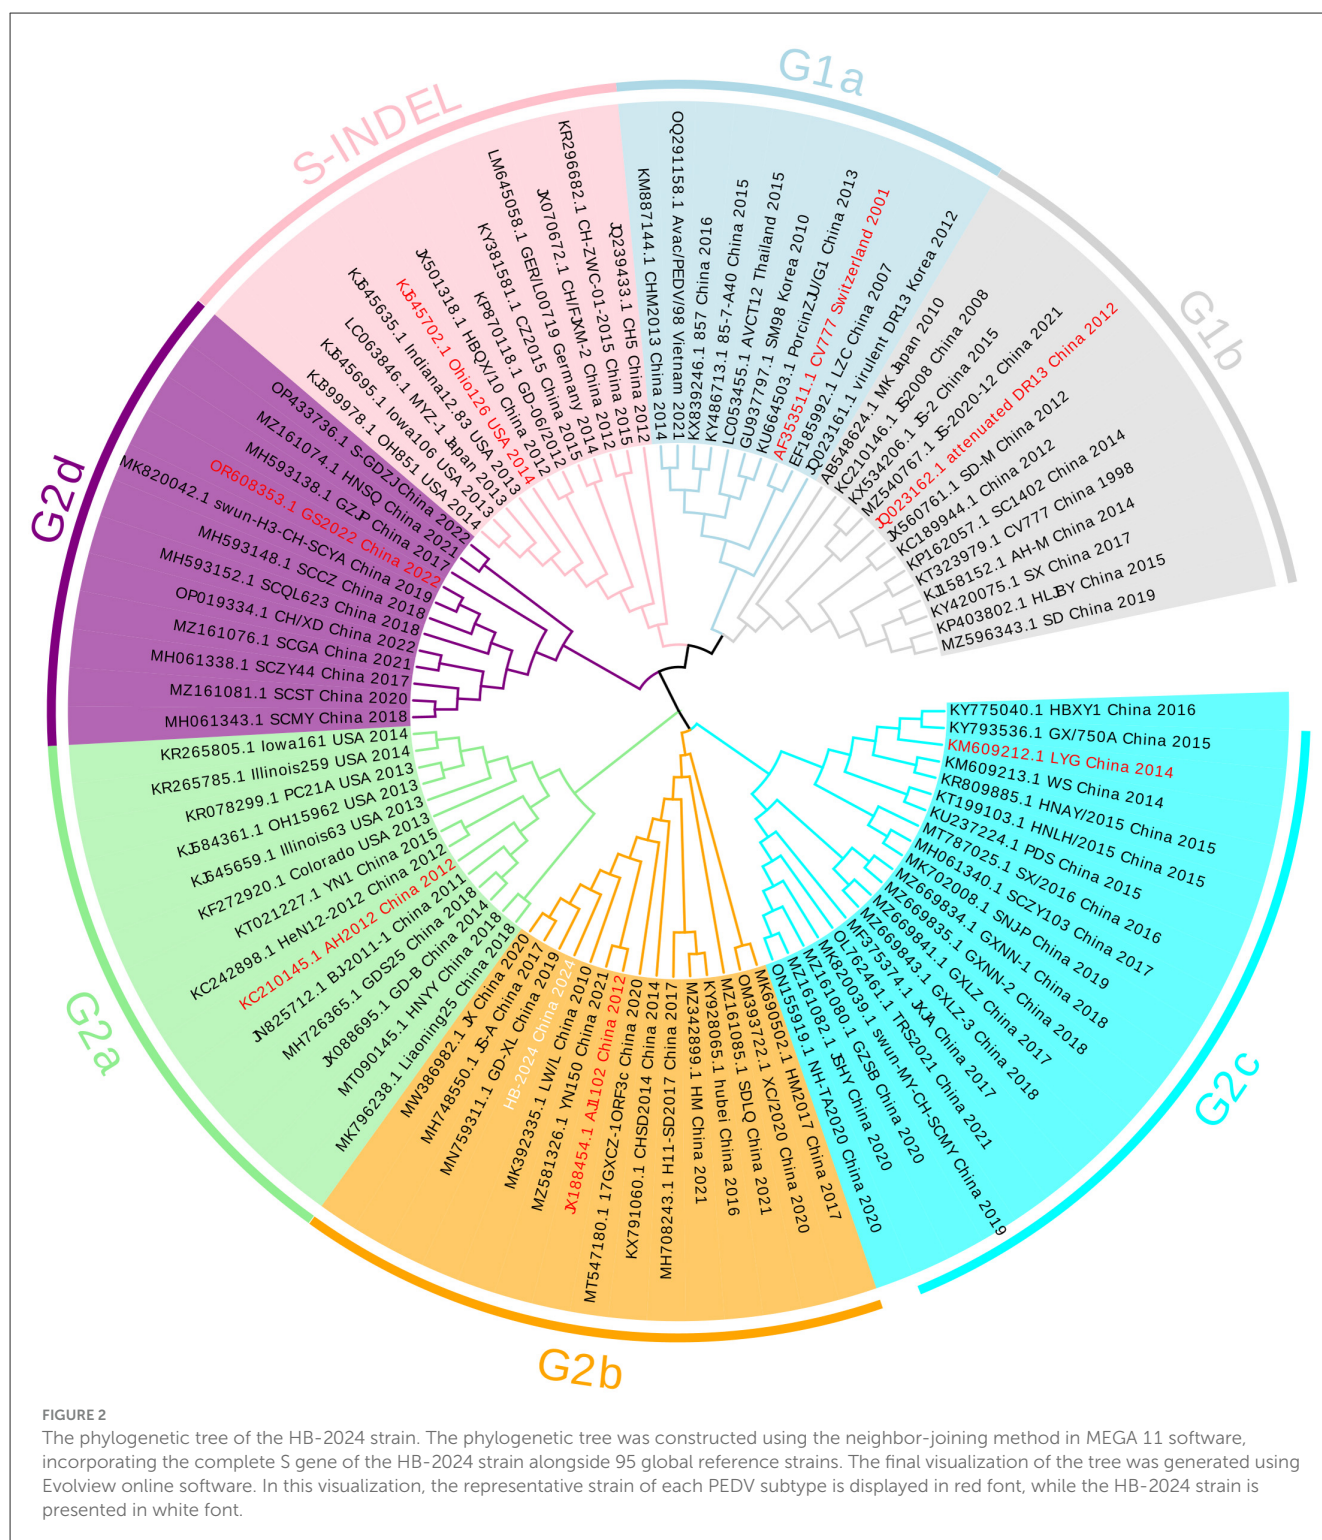 G1a
KM887144.1 CHM2013 China 2014
OQ291158.1 Avac/PEDV/98 Vietnam 2021
KX839246.1 857 China 2016
KY486713.1 85-7-A40 China 2015
LC053455.1 AVCT12 Thailand 2015
GU937797.1 SM98 Korea 2010
KU664503.1 PorcinZJU/G1 China 2013
AF353511.1 CV777 Switzerland 2001
EF185992.1 LZC China 2007
JQ023161.1 virulent DR13 Korea 2012
G1b
AB548624.1 MK Japan 2010
KC210146.1 JS2008 China 2008
KX534206.1 JS-2 China 2015
MZ540767.1 JS-2020-12 China 2021
JQ023162.1 attenuated DR13 China 2012
JX560761.1 SD-M China 2012
KC189944.1 China 2012
KP162057.1 SC1402 China 2014
KT323979.1 CV777 China 1998
KJ158152.1 AH-M China 2014
KY420075.1 SX China 2017
KP403802.1 HLJBY China 2015
MZ596343.1 SD China 2019
G2c
KY775040.1 HBXY1 China 2016
KY793536.1 GX/750A China 2015
KM609212.1 LYG China 2014
KM609213.1 WS China 2014
KR809885.1 HNAY/2015 China 2015
KT199103.1 HNLH/2015 China 2015
KU237224.1 PDS China 2015
MT787025.1 SX/2016 China 2016
MH061340.1 SCZY103 China 2017
MK702008.1 SNJP China 2019
MZ669834.1 GXNN-1 China 2018
MZ669835.1 GXNN-2 China 2018
MZ669841.1 GXLZ China 2017
MZ669843.1 GXLZ-3 China 2018
MF375374.1 JXJA China 2017
OL762461.1 TRS2021 China 2021
MK820039.1 swun-MY-CH-SCMY China 2019
MZ161080.1 GZSB China 2020
MZ161082.1 JSHY China 2020
ON155919.1 NH-TA2020 China 2020
G2b
MK690502.1 HM2017 China 2017
OM393722.1 XC/2020 China 2020
MZ161085.1 SDLQ China 2021
KY928065.1 hubei China 2016
MZ342899.1 HM China 2021
MH708243.1 H11-SD2017 China 2017
KX791060.1 CHSD2014 China 2014
MT547180.1 17GXCZ-1ORF3c China 2020
JX188454.1 AJ1102 China 2012
MZ581326.1 YN150 China 2021
MK392335.1 LW/L China 2010
HB-2024 China 2024
MN759311.1 GD-XL China 2019
MH748550.1 JS-A China 2017
MW386982.1 JX China 2020
G2a
MK796238.1 Liaoning25 China 2018
MT090145.1 HNYY China 2018
JX088695.1 GD-B China 2014
MH726365.1 GDS25 China 2018
JN825712.1 BJ2011-1 China 2011
KC210145.1 AH2012 China 2012
KC242898.1 HeN12-2012 China 2012
KT021227.1 YN1 China 2015
KF272920.1 Colorado USA 2013
KJ645659.1 Illinois63 USA 2013
KJ584361.1 OH15962 USA 2013
KR078299.1 PC21A USA 2013
KR265785.1 Illinois259 USA 2014
KR265805.1 Iowa161 USA 2014
G2d
MH061343.1 SCMY China 2018
MZ161081.1 SCST China 2020
MH061338.1 SCZY44 China 2017
MZ161076.1 SCGA China 2021
OP019334.1 CH/XD China 2022
MH593152.1 SCQL623 China 2018
MH593148.1 SCCZ China 2018
MK820042.1 swun-H3-CH-SCYA China 2019
OR608353.1 GS2022 China 2022
MH593138.1 GZJP China 2017
MZ161074.1 HNSQ China 2021
OP433736.1 S-GDZJ China 2022
S-INDEL
KJ399978.1 OH851 USA 2014
KJ645695.1 Iowa106 USA 2013
LC063846.1 MYZ-1 Japan 2013
KJ645635.1 Indiana12.83 USA 2013
KJ645702.1 Ohio126 USA 2014
JX501318.1 HBQX/10 China 2012
KP870118.1 GD-06/2012
KY381581.1 CZ2015 China 2015
LM645058.1 GER/L00719 Germany 2014
JX070672.1 CH/FJXM-2 China 2012
KR296682.1 CH-ZWC-01-2015 China 2015
JQ239433.1 CH5 China 2012
FIGURE 2
The phylogenetic tree of the HB-2024 strain. The phylogenetic tree was constructed using the neighbor-joining method in MEGA 11 software,
incorporating the complete S gene of the HB-2024 strain alongside 95 global reference strains. The final visualization of the tree was generated using
Evolview online software. In this visualization, the representative strain of each PEDV subtype is displayed in red font, while the HB-2024 strain is
presented in white font.